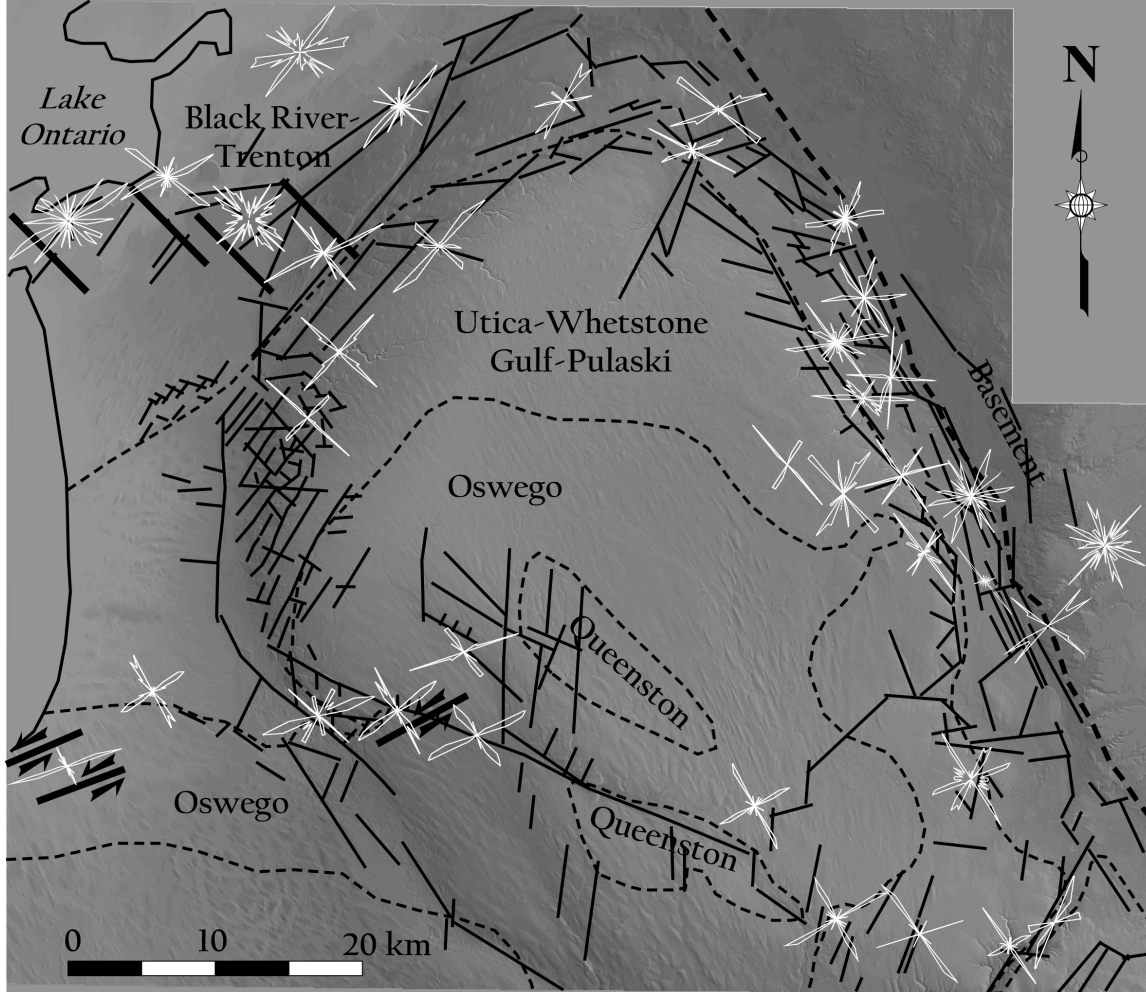 N
Lake
Ontario
Black River-
Trenton
Utica-Whetstone
Gulf-Pulaski
Basement
Oswego
Queenston
Oswego
Queenston
0 10 20 km